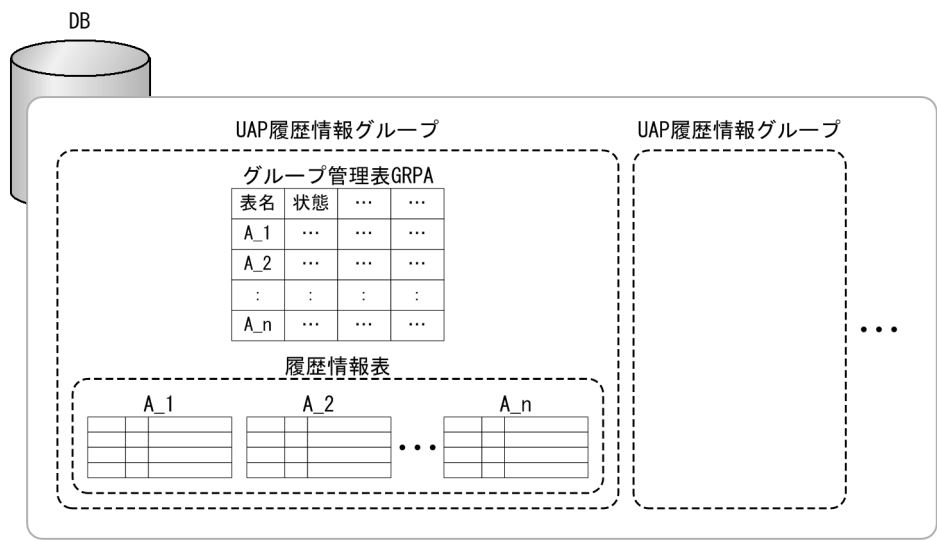 DB
UAP履歴情報グループ UAP履歴情報グループ
グループ管理表GRPA
表名 状態 … …
A_1 … … …
A_2 … … …
: : : :
A_n … … …
…
履歴情報表
A_1 A_2 A_n
…